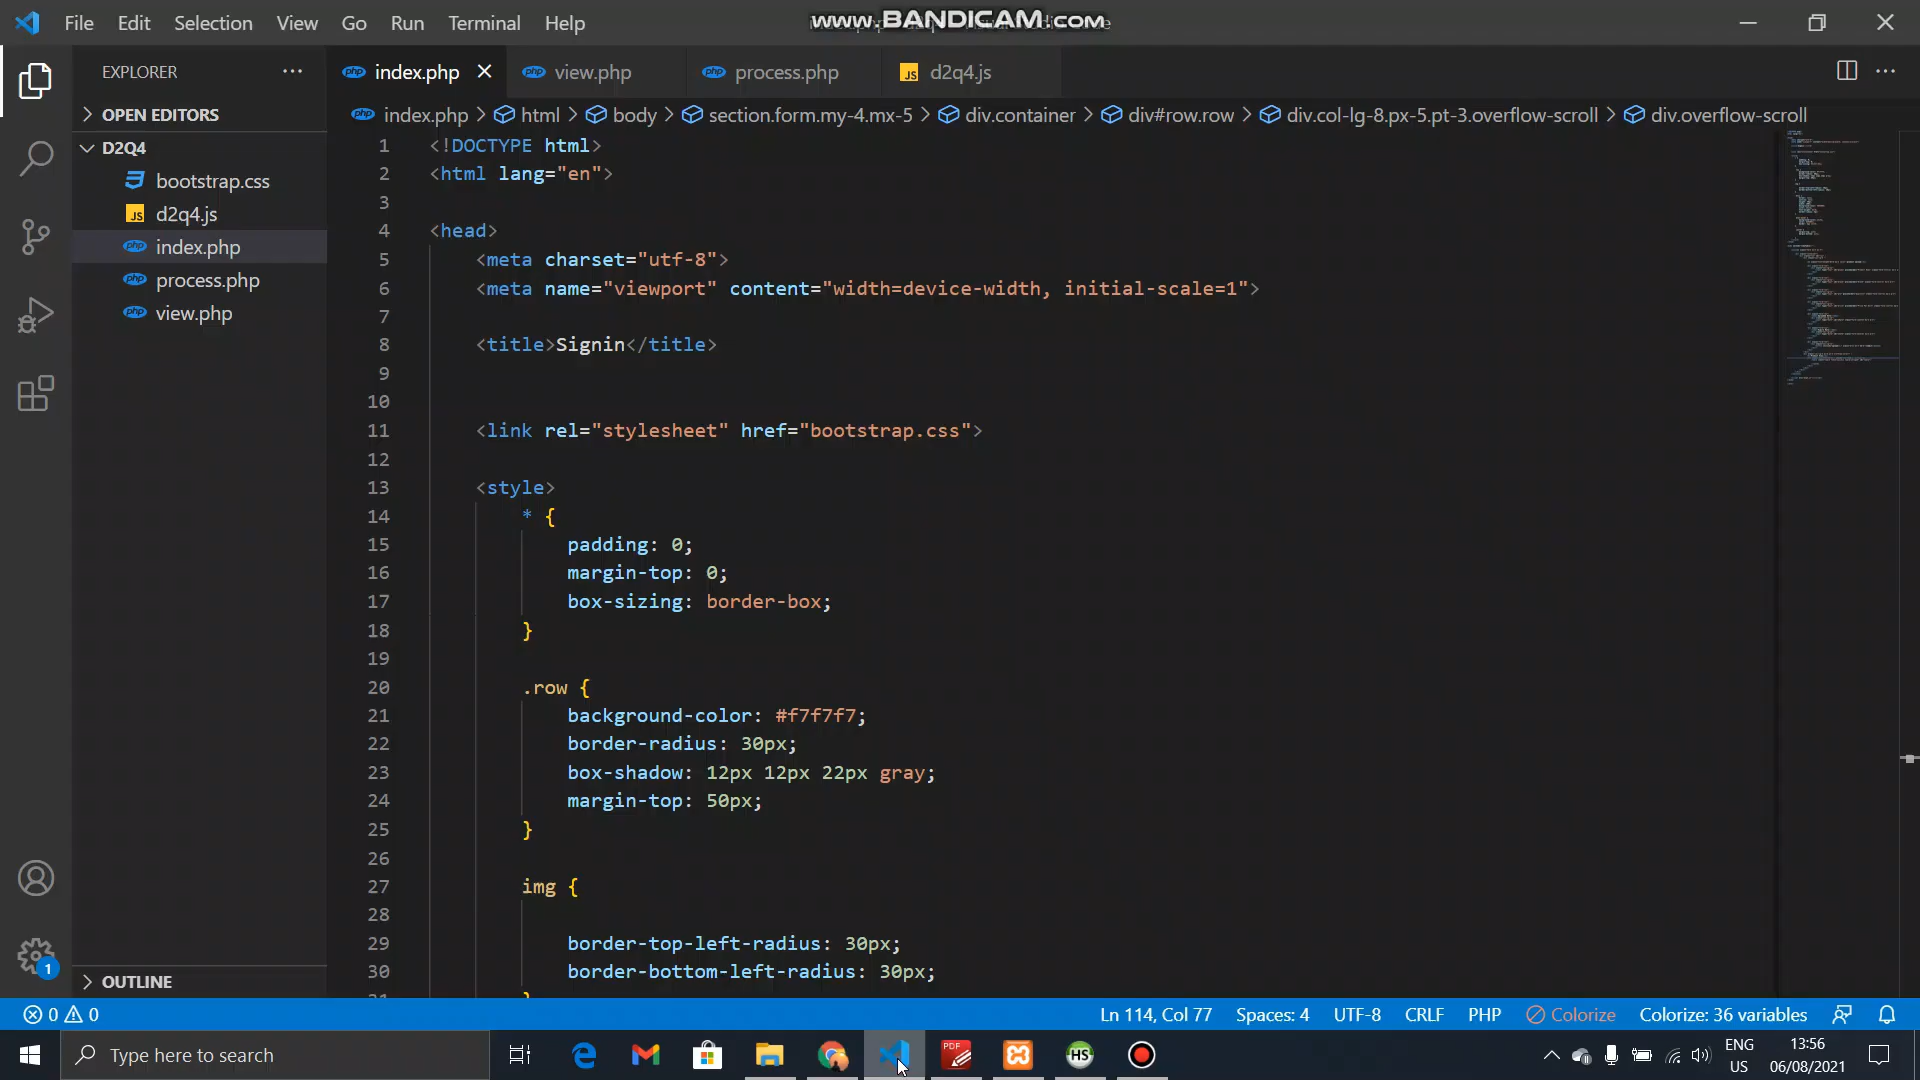 File Edit Selection View Go Run Terminal Help
www.BANDICAM.com
EXPLORER
index.php
view.php
process.php
JS d2q4.js
OPEN EDITORS
index.php > html > body > section.form.my-4.mx-5 > div.container > div#row.row > div.col-lg-8.px-5.pt-3.overflow-scroll > div.overflow-scroll
D2Q4
bootstrap.css
JS d2q4.js
index.php
process.php
view.php
OUTLINE
1 <!DOCTYPE html>
2 <html lang="en">
3
4 <head>
5 <meta charset="utf-8">
6 <meta name="viewport" content="width=device-width, initial-scale=1">
7
8 <title>Signin</title>
9
10
11 <link rel="stylesheet" href="bootstrap.css">
12
13 <style>
14 * {
15 padding: 0;
16 margin-top: 0;
17 box-sizing: border-box;
18 }
19
20 .row {
21 background-color: #f7f7f7;
22 border-radius: 30px;
23 box-shadow: 12px 12px 22px gray;
24 margin-top: 50px;
25 }
26
27 img {
28
29 border-top-left-radius: 30px;
30 border-bottom-left-radius: 30px;
1
0 0
Ln 114, Col 77 Spaces: 4 UTF-8 CRLF PHP Colorize Colorize: 36 variables
Type here to search
PDF
HS
ENG
US
13:56
06/08/2021